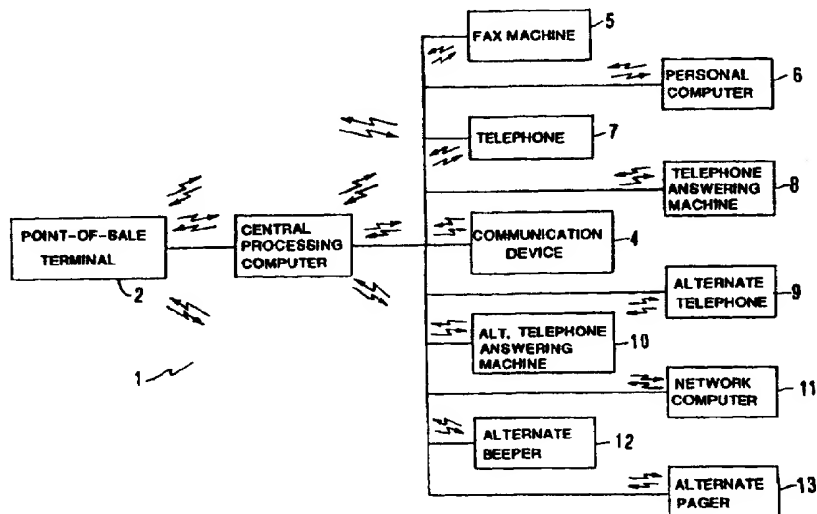 FAX MACHINE
5
PERSONAL
COMPUTER
6
TELEPHONE
7
TELEPHONE
ANSWERING
MACHINE
8
POINT-OF-SALE
TERMINAL
2
CENTRAL
PROCESSING
COMPUTER
COMMUNICATION
DEVICE
4
ALTERNATE
TELEPHONE
9
ALT. TELEPHONE
ANSWERING
MACHINE
10
1
NETWORK
COMPUTER
11
ALTERNATE
BEEPER
12
ALTERNATE
PAGER
13